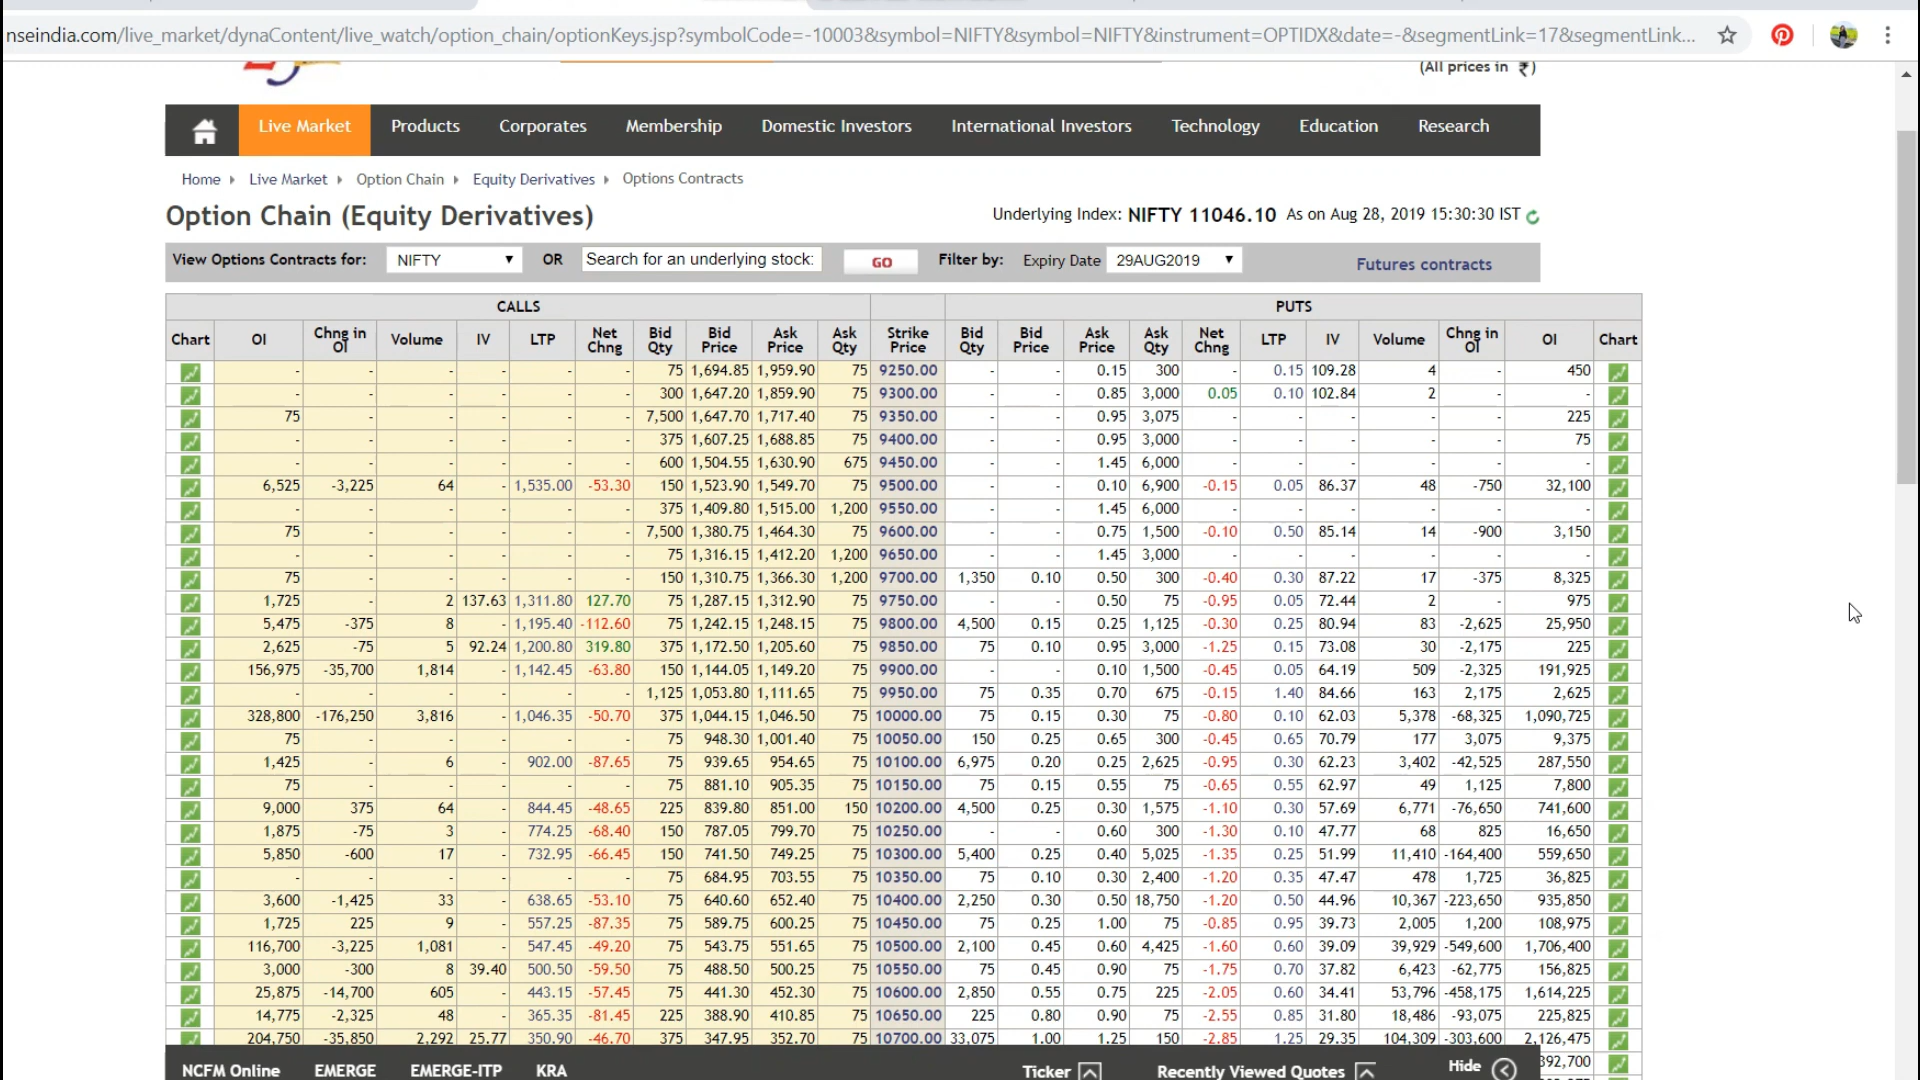 nseindia.com/live_market/dynaContent/live_watch/option_chain/optionKeys.jsp?symbolCode=-10003&symbol=NIFTY&symbol=NIFTY&instrument=OPTIDX&date=-&segmentLink=17&segmentLink...
(All prices in ₹)
Live Market Products Corporates Membership Domestic Investors International Investors Technology Education Research
Home Live Market Option Chain Equity Derivatives Options Contracts
Option Chain (Equity Derivatives) Underlying Index: NIFTY 11046.10 As on Aug 28, 2019 15:30:30 IST
View Options Contracts for: NIFTY OR Search for an underlying stock: GO Filter by: Expiry Date 29AUG2019 Futures contracts
CALLS PUTS
Chart OI Chng in OI Volume IV LTP Net Chng Bid Qty Bid Price Ask Price Ask Qty Strike Price Bid Qty Bid Price Ask Price Ask Qty Net Chng LTP IV Volume Chng in OI OI Chart
- - - - - - 75 1,694.85 1,959.90 75 9250.00 - - 0.15 300 - 0.15 109.28 4 - 450
- - - - - - 300 1,647.20 1,859.90 75 9300.00 - - 0.85 3,000 0.05 0.10 102.84 2 - -
75 - - - - - 7,500 1,647.70 1,717.40 75 9350.00 - - 0.95 3,075 - - - - - 225
- - - - - - 375 1,607.25 1,688.85 75 9400.00 - - 0.95 3,000 - - - - - 75
- - - - - - 600 1,504.55 1,630.90 675 9450.00 - - 1.45 6,000 - - - - - -
6,525 -3,225 64 - 1,535.00 -53.30 150 1,523.90 1,549.70 75 9500.00 - - 0.10 6,900 -0.15 0.05 86.37 48 -750 32,100
- - - - - - 375 1,409.80 1,515.00 1,200 9550.00 - - 1.45 6,000 - - - - - -
75 - - - - - 7,500 1,380.75 1,464.30 75 9600.00 - - 0.75 1,500 -0.10 0.50 85.14 14 -900 3,150
- - - - - - 75 1,316.15 1,412.20 1,200 9650.00 - - 1.45 3,000 - - - - - -
75 - - - - - 150 1,310.75 1,366.30 1,200 9700.00 1,350 0.10 0.50 300 -0.40 0.30 87.22 17 -375 8,325
1,725 - 2 137.63 1,311.80 127.70 75 1,287.15 1,312.90 75 9750.00 - - 0.50 75 -0.95 0.05 72.44 2 - 975
5,475 -375 8 - 1,195.40 -112.60 75 1,242.15 1,248.15 75 9800.00 4,500 0.15 0.25 1,125 -0.30 0.25 80.94 83 -2,625 25,950
2,625 -75 5 92.24 1,200.80 319.80 375 1,172.50 1,205.60 75 9850.00 75 0.10 0.95 3,000 -1.25 0.15 73.08 30 -2,175 225
156,975 -35,700 1,814 - 1,142.45 -63.80 150 1,144.05 1,149.20 75 9900.00 - - 0.10 1,500 -0.45 0.05 64.19 509 -2,325 191,925
- - - - - - 1,125 1,053.80 1,111.65 75 9950.00 75 0.35 0.70 675 -0.15 1.40 84.66 163 2,175 2,625
328,800 -176,250 3,816 - 1,046.35 -50.70 375 1,044.15 1,046.50 75 10000.00 75 0.15 0.30 75 -0.80 0.10 62.03 5,378 -68,325 1,090,725
75 - - - - - 75 948.30 1,001.40 75 10050.00 150 0.25 0.65 300 -0.45 0.65 70.79 177 3,075 9,375
1,425 - 6 - 902.00 -87.65 75 939.65 954.65 75 10100.00 6,975 0.20 0.25 2,625 -0.95 0.30 62.23 3,402 -42,525 287,550
75 - - - - - 75 881.10 905.35 75 10150.00 75 0.15 0.55 75 -0.65 0.55 62.97 49 1,125 7,800
9,000 375 64 - 844.45 -48.65 225 839.80 851.00 150 10200.00 4,500 0.25 0.30 1,575 -1.10 0.30 57.69 6,771 -76,650 741,600
1,875 -75 3 - 774.25 -68.40 150 787.05 799.70 75 10250.00 - - 0.60 300 -1.30 0.10 47.77 68 825 16,650
5,850 -600 17 - 732.95 -66.45 150 741.50 749.25 75 10300.00 5,400 0.25 0.40 5,025 -1.35 0.25 51.99 11,410 -164,400 559,650
- - - - - - 75 684.95 703.55 75 10350.00 75 0.10 0.30 2,400 -1.20 0.35 47.47 478 1,725 36,825
3,600 -1,425 33 - 638.65 -53.10 75 640.60 652.40 75 10400.00 2,250 0.30 0.50 18,750 -1.20 0.50 44.96 10,367 -223,650 935,850
1,725 225 9 - 557.25 -87.35 75 589.75 600.25 75 10450.00 75 0.25 1.00 75 -0.85 0.95 39.73 2,005 1,200 108,975
116,700 -3,225 1,081 - 547.45 -49.20 75 543.75 551.65 75 10500.00 2,100 0.45 0.60 4,425 -1.60 0.60 39.09 39,929 -549,600 1,706,400
3,000 -300 8 39.40 500.50 -59.50 75 488.50 500.25 75 10550.00 75 0.45 0.90 75 -1.75 0.70 37.82 6,423 -62,775 156,825
25,875 -14,700 605 - 443.15 -57.45 75 441.30 452.30 75 10600.00 2,850 0.55 0.75 225 -2.05 0.60 34.41 53,796 -458,175 1,614,225
14,775 -2,325 48 - 365.35 -81.45 225 388.90 410.85 75 10650.00 225 0.80 0.90 75 -2.55 0.85 31.80 18,486 -93,075 225,825
204,750 -35,850 2,292 25.77 350.90 -46.70 375 347.95 352.70 75 10700.00 33,075 1.00 1.25 150 -2.85 1.25 29.35 104,309 -303,600 2,126,475
392,700
NCFM Online EMERGE EMERGE-ITP KRA Ticker Recently Viewed Quotes Hide